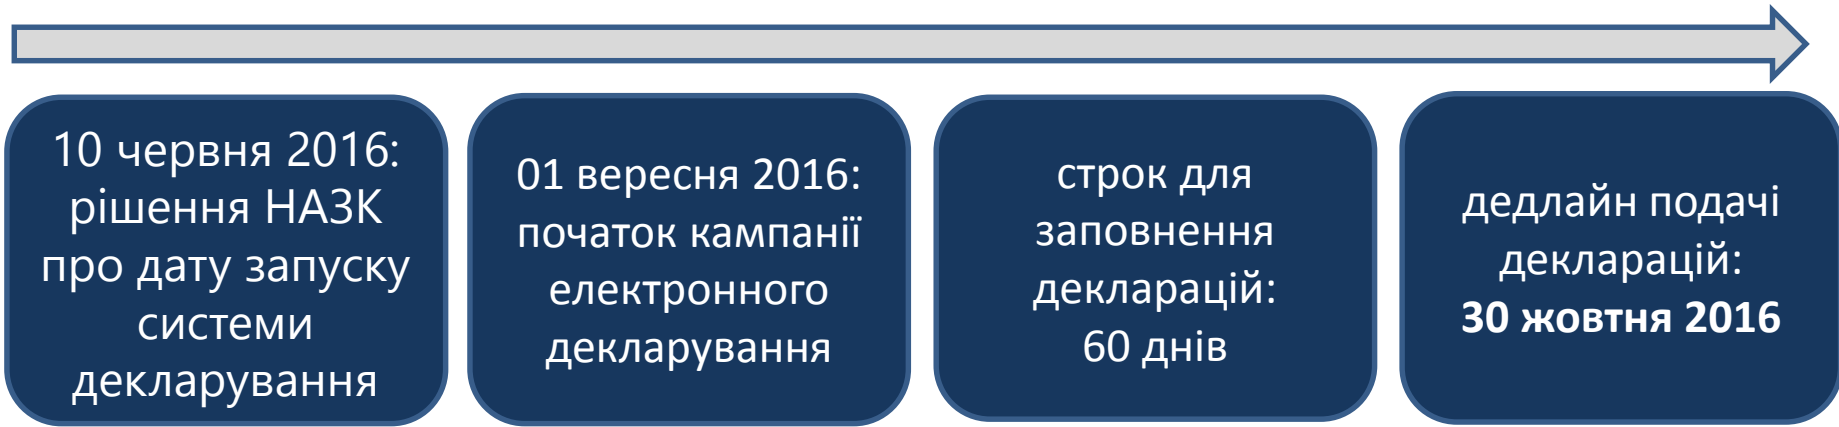 10 червня 2016:
рішення НАЗК
про дату запуску
системи
декларування
01 вересня 2016:
початок кампанії
електронного
декларування
строк для
заповнення
декларацій:
60 днів
дедлайн подачі
декларацій:
30 жовтня 2016